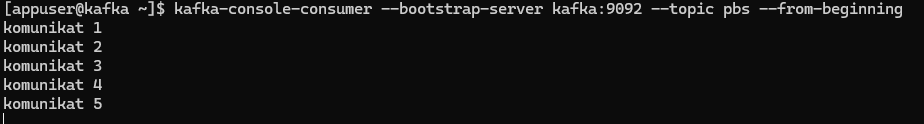 [appuser@kafka ~]$ kafka-console-consumer --bootstrap-server kafka:9092 --topic pbs --from-beginning
komunikat 1
komunikat 2
komunikat 3
komunikat 4
komunikat 5